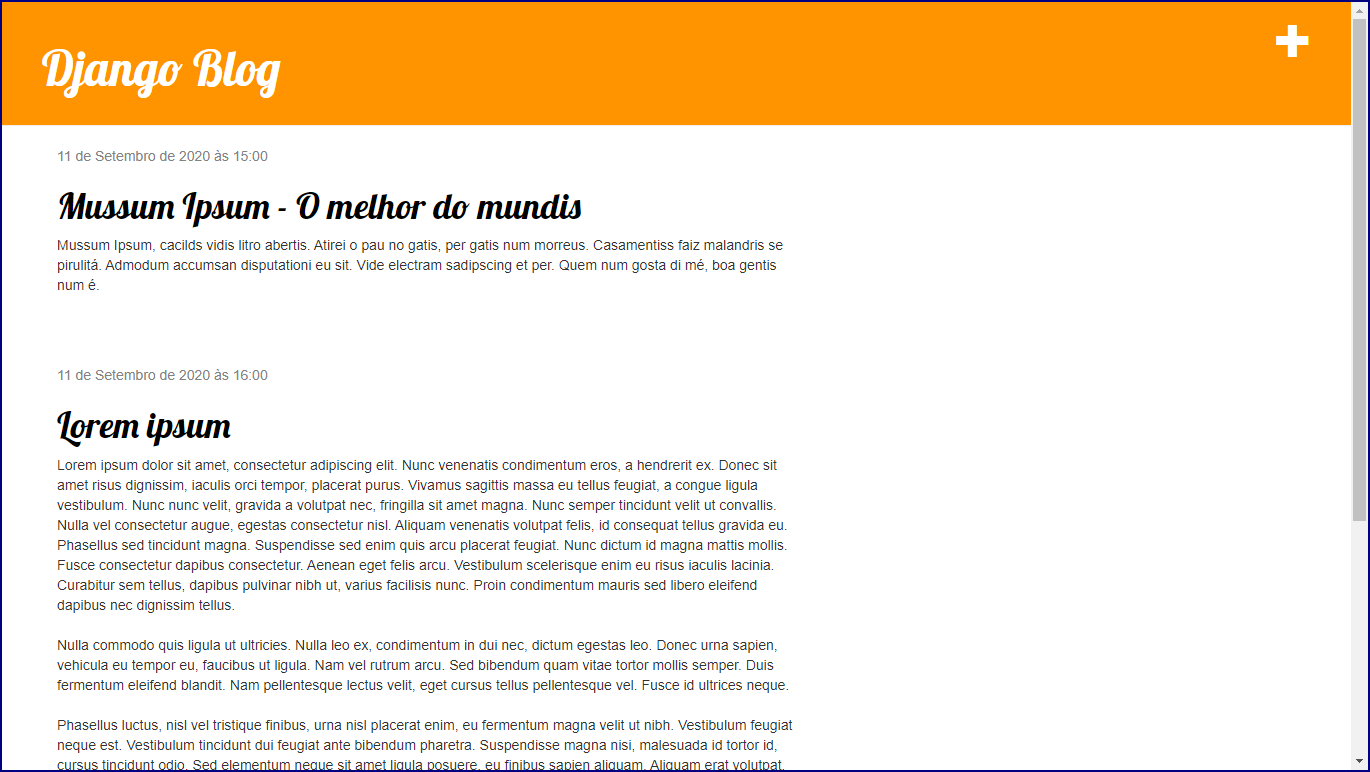 Django Blog
11 de Setembro de 2020 às 15:00
Mussum Ipsum - O melhor do mundis
Mussum Ipsum, cacilds vidis litro abertis. Atirei o pau no gatis, per gatis num morreus. Casamentiss faiz malandris se
pirulitá. Admodum accumsan disputationi eu sit. Vide electram sadipscing et per. Quem num gosta di mé, boa gentis
num é.
11 de Setembro de 2020 às 16:00
Lorem ipsum
Lorem ipsum dolor sit amet, consectetur adipiscing elit. Nunc venenatis condimentum eros, a hendrerit ex. Donec sit
amet risus dignissim, iaculis orci tempor, placerat purus. Vivamus sagittis massa eu tellus feugiat, a congue ligula
vestibulum. Nunc nunc velit, gravida a volutpat nec, fringilla sit amet magna. Nunc semper tincidunt velit ut convallis.
Nulla vel consectetur augue, egestas consectetur nisl. Aliquam venenatis volutpat felis, id consequat tellus gravida eu.
Phasellus sed tincidunt magna. Suspendisse sed enim quis arcu placerat feugiat. Nunc dictum id magna mattis mollis.
Fusce consectetur dapibus consectetur. Aenean eget felis arcu. Vestibulum scelerisque enim eu risus iaculis lacinia.
Curabitur sem tellus, dapibus pulvinar nibh ut, varius facilisis nunc. Proin condimentum mauris sed libero eleifend
dapibus nec dignissim tellus.
Nulla commodo quis ligula ut ultricies. Nulla leo ex, condimentum in dui nec, dictum egestas leo. Donec urna sapien,
vehicula eu tempor eu, faucibus ut ligula. Nam vel rutrum arcu. Sed bibendum quam vitae tortor mollis semper. Duis
fermentum eleifend blandit. Nam pellentesque lectus velit, eget cursus tellus pellentesque vel. Fusce id ultrices neque.
Phasellus luctus, nisl vel tristique finibus, urna nisl placerat enim, eu fermentum magna velit ut nibh. Vestibulum feugiat
neque est. Vestibulum tincidunt dui feugiat ante bibendum pharetra. Suspendisse magna nisi, malesuada id tortor id,
cursus tincidunt odio. Sed elementum neque sit amet ligula posuere, eu finibus sapien aliquam. Aliquam erat volutpat.